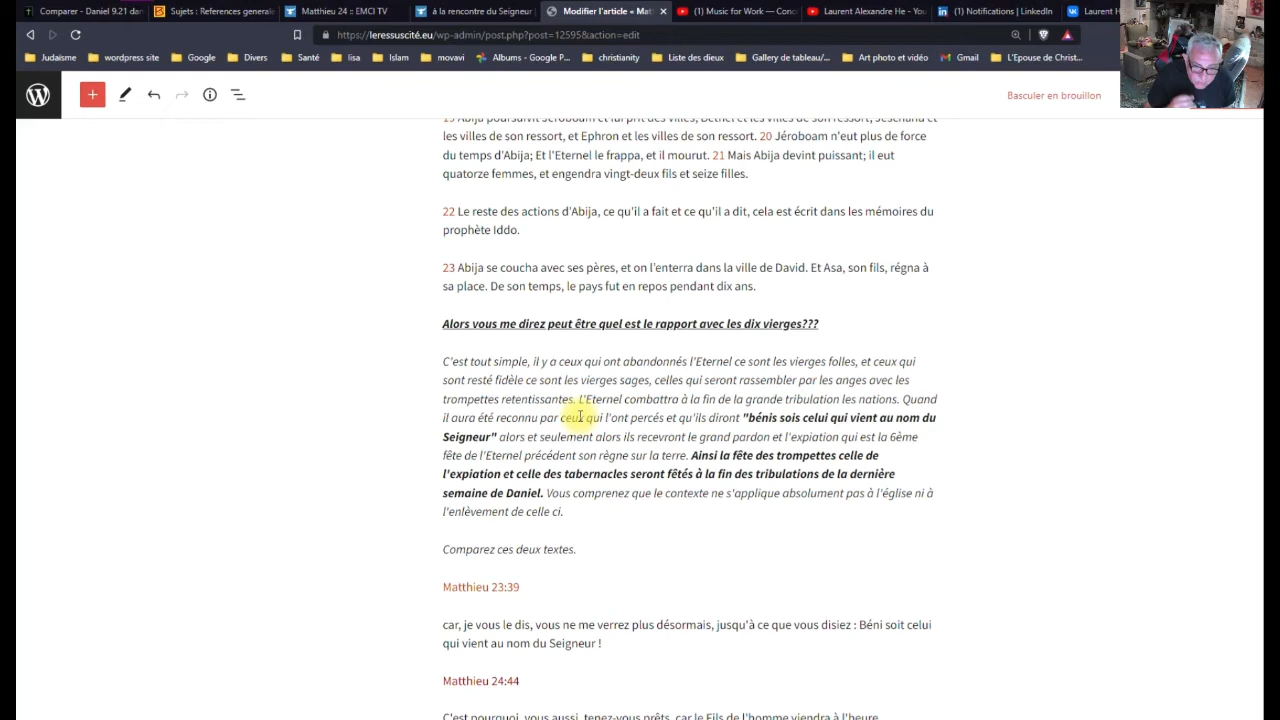 Comparer - Daniel 9.21 dan
Sujets : References generale
Matthieu 24 :: EMCI TV
à la rencontre du Seigneur
Modifier l'article « Mat
(1) (Music for Work — Conc
Laurent Alexandre He - You
(1) Notifications | LinkedIn
Laurent H
https://leressuscité.eu/wp-admin/post.php?post=12595&action=edit
Judaïsme
wordpress site
Google
Divers
Santé
lisa
Islam
movavi
Albums - Google P...
christianity
Liste des dieux
Gallery de tableau/...
Art photo et vidéo
Gmail
L'Epouse de Christ...
Basculer en brouillon
19 Abija poursuivit Jéroboam et lui prit des villes, Béthel et les villes de son ressort, Jeschana et
les villes de son ressort, et Ephron et les villes de son ressort. 20 Jéroboam n'eut plus de force
du temps d'Abija; Et l'Eternel le frappa, et il mourut. 21 Mais Abija devint puissant; il eut
quatorze femmes, et engendra vingt-deux fils et seize filles.
22 Le reste des actions d'Abija, ce qu'il a fait et ce qu'il a dit, cela est écrit dans les mémoires du
prophète Iddo.
23 Abija se coucha avec ses pères, et on l'enterra dans la ville de David. Et Asa, son fils, régna à
sa place. De son temps, le pays fut en repos pendant dix ans.
Alors vous me direz peut être quel est le rapport avec les dix vierges???
C'est tout simple, il y a ceux qui ont abandonnés l'Eternel ce sont les vierges folles, et ceux qui
sont resté fidèle ce sont les vierges sages, celles qui seront rassembler par les anges avec les
trompettes retentissantes. L'Eternel combattra à la fin de la grande tribulation les nations. Quand
il aura été reconnu par ceux qui l'ont percés et qu'ils diront "bénis sois celui qui vient au nom du
Seigneur" alors et seulement alors ils recevront le grand pardon et l'expiation qui est la 6ème
fête de l'Eternel précédent son règne sur la terre. Ainsi la fête des trompettes celle de
l'expiation et celle des tabernacles seront fêtés à la fin des tribulations de la dernière
semaine de Daniel. Vous comprenez que le contexte ne s'applique absolument pas à l'église ni à
l'enlèvement de celle ci.
Comparez ces deux textes.
Matthieu 23:39
car, je vous le dis, vous ne me verrez plus désormais, jusqu'à ce que vous disiez : Béni soit celui
qui vient au nom du Seigneur !
Matthieu 24:44
C'est pourquoi, vous aussi, tenez-vous prêts, car le Fils de l'homme viendra à l'heure